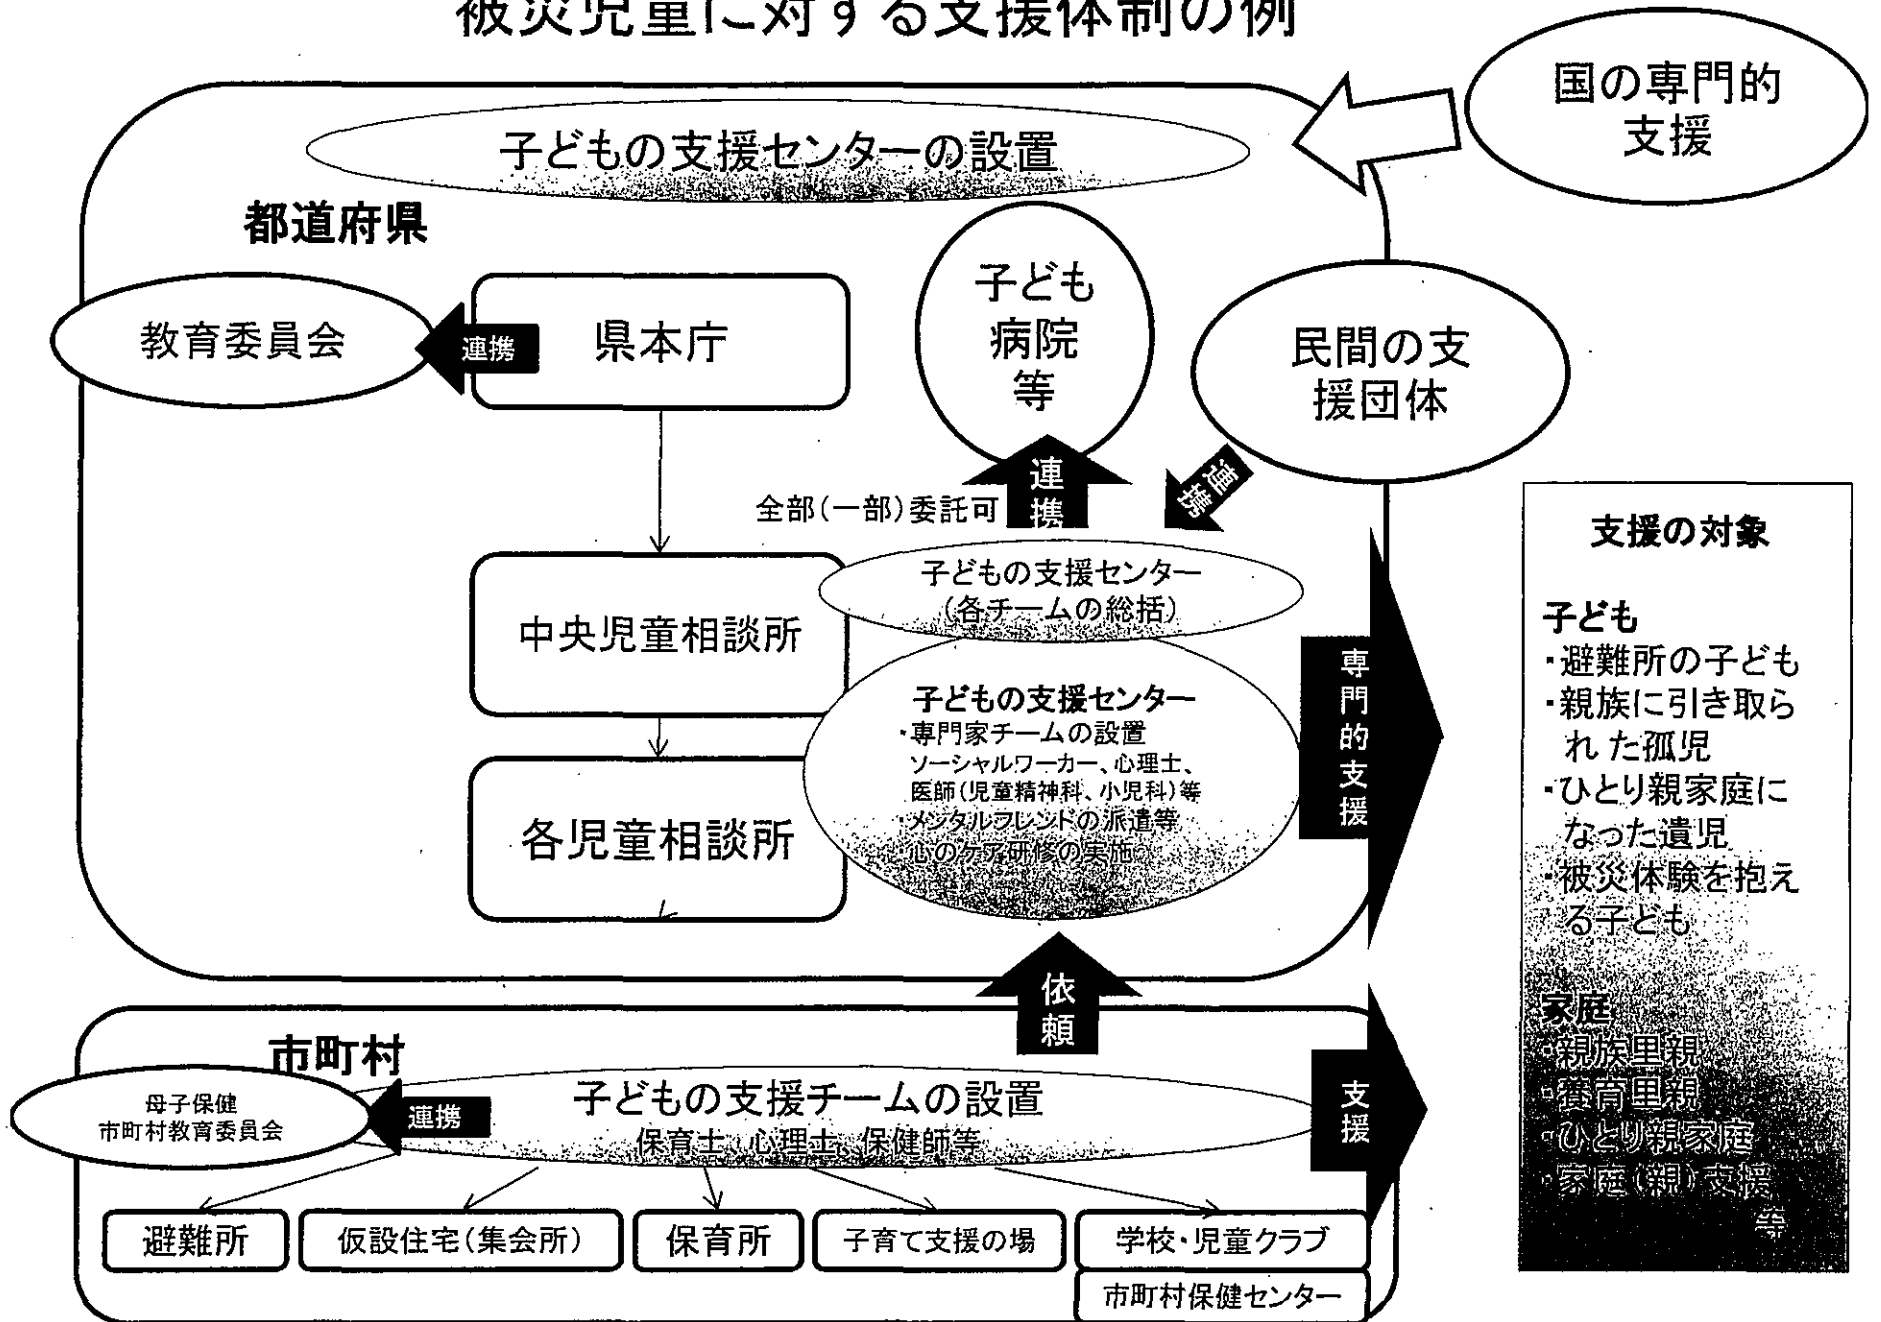 被災児童に対する支援体制の例
国の専門的
支援
子どもの支援センターの設置
都道府県
教育委員会
連携
県本庁
子ども
病院
等
民間の支
援団体
連携
連携
全部(一部)委託可
子どもの支援センター
(各チームの総括)
中央児童相談所
子どもの支援センター
・専門家チームの設置
ソーシャルワーカー、心理士、
医師(児童精神科、小児科)等
・メンタルフレンドの派遣等
心のケア研修の実施
各児童相談所
専門的支援
依頼
市町村
母子保健
市町村教育委員会
連携
子どもの支援チームの設置
保育士、心理士、保健師等
支援
避難所
仮設住宅(集会所)
保育所
子育て支援の場
学校・児童クラブ
市町村保健センター
支援の対象
子ども
・避難所の子ども
・親族に引き取ら
れた孤児
・ひとり親家庭に
なった遺児
・被災体験を抱え
る子ども
家庭
・親族里親
・養育里親
・ひとり親家庭
・家庭(親)支援
等